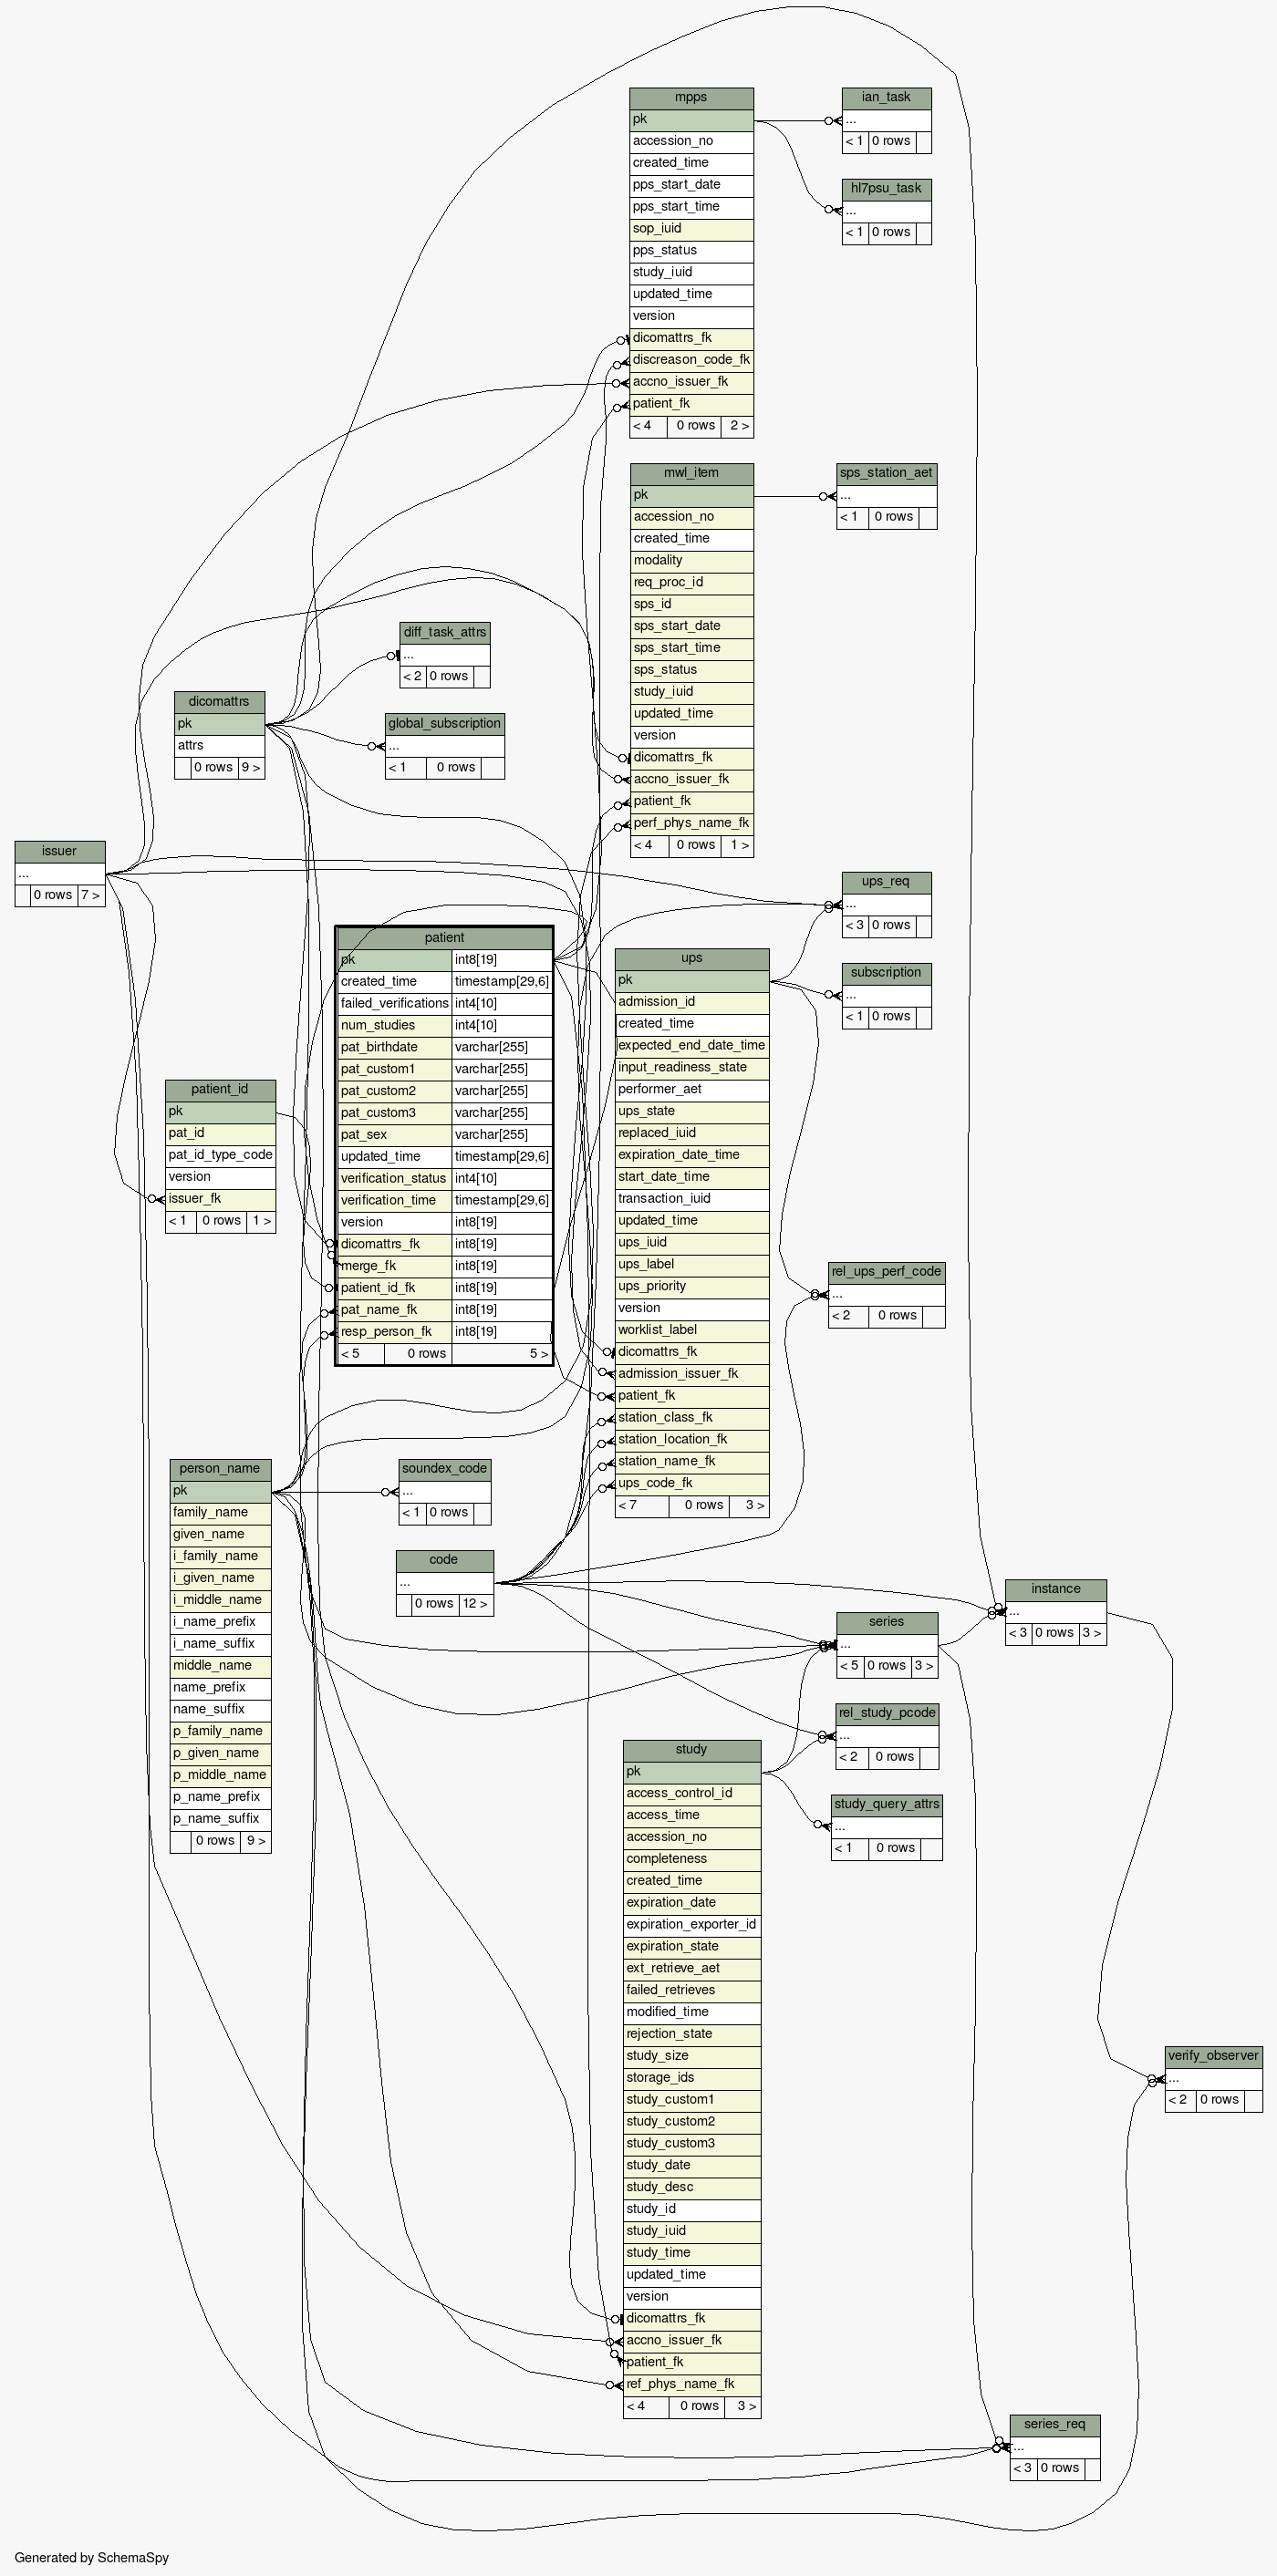 mpps
pk
accession_no
created_time
pps_start_date
pps_start_time
sop_iuid
pps_status
study_iuid
updated_time
version
dicomattrs_fk
discreason_code_fk
accno_issuer_fk
patient_fk
< 4 0 rows 2 >
ian_task
...
< 1 0 rows
hl7psu_task
...
< 1 0 rows
mwl_item
pk
accession_no
created_time
modality
req_proc_id
sps_id
sps_start_date
sps_start_time
sps_status
study_iuid
updated_time
version
dicomattrs_fk
accno_issuer_fk
patient_fk
perf_phys_name_fk
< 4 0 rows 1 >
sps_station_aet
...
< 1 0 rows
diff_task_attrs
...
< 2 0 rows
dicomattrs
pk
attrs
0 rows 9 >
global_subscription
...
< 1 0 rows
issuer
...
0 rows 7 >
ups_req
...
< 3 0 rows
subscription
...
< 1 0 rows
patient
pk int8[19]
created_time timestamp[29,6]
failed_verifications int4[10]
num_studies int4[10]
pat_birthdate varchar[255]
pat_custom1 varchar[255]
pat_custom2 varchar[255]
pat_custom3 varchar[255]
pat_sex varchar[255]
updated_time timestamp[29,6]
verification_status int4[10]
verification_time timestamp[29,6]
version int8[19]
dicomattrs_fk int8[19]
merge_fk int8[19]
patient_id_fk int8[19]
pat_name_fk int8[19]
resp_person_fk int8[19]
< 5 0 rows 5 >
ups
pk
admission_id
created_time
expected_end_date_time
input_readiness_state
performer_aet
ups_state
replaced_iuid
expiration_date_time
start_date_time
transaction_iuid
updated_time
ups_iuid
ups_label
ups_priority
version
worklist_label
dicomattrs_fk
admission_issuer_fk
patient_fk
station_class_fk
station_location_fk
station_name_fk
ups_code_fk
< 7 0 rows 3 >
patient_id
pk
pat_id
pat_id_type_code
version
issuer_fk
< 1 0 rows 1 >
rel_ups_perf_code
...
< 2 0 rows
person_name
pk
family_name
given_name
i_family_name
i_given_name
i_middle_name
i_name_prefix
i_name_suffix
middle_name
name_prefix
name_suffix
p_family_name
p_given_name
p_middle_name
p_name_prefix
p_name_suffix
0 rows 9 >
soundex_code
...
< 1 0 rows
code
...
0 rows 12 >
instance
...
< 3 0 rows 3 >
series
...
< 5 0 rows 3 >
rel_study_pcode
...
< 2 0 rows
study_query_attrs
...
< 1 0 rows
study
pk
access_control_id
access_time
accession_no
completeness
created_time
expiration_date
expiration_exporter_id
expiration_state
ext_retrieve_aet
failed_retrieves
modified_time
rejection_state
study_size
storage_ids
study_custom1
study_custom2
study_custom3
study_date
study_desc
study_id
study_iuid
study_time
updated_time
version
dicomattrs_fk
accno_issuer_fk
patient_fk
ref_phys_name_fk
< 4 0 rows 3 >
verify_observer
...
< 2 0 rows
series_req
...
< 3 0 rows
Generated by SchemaSpy